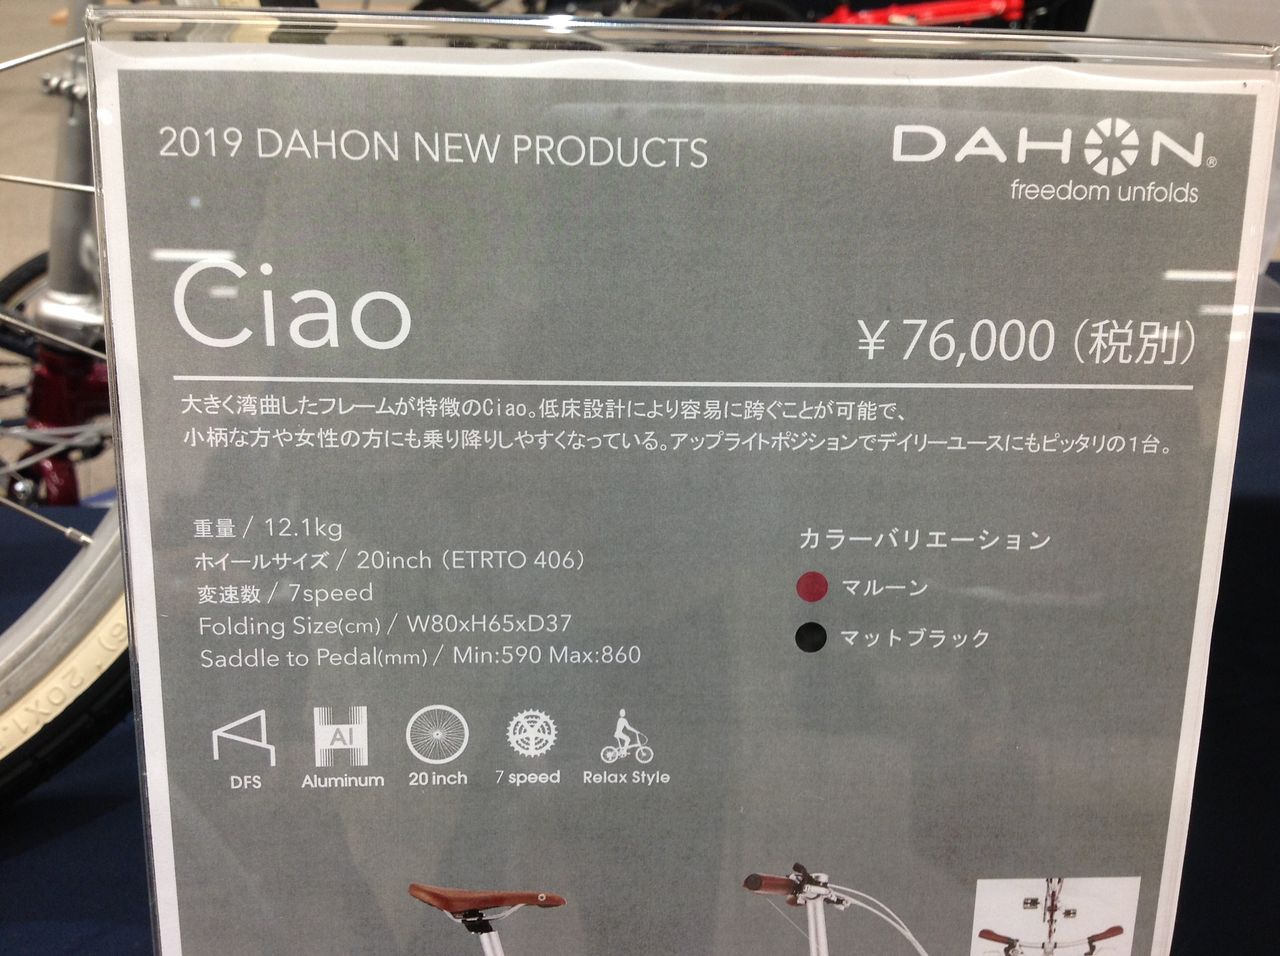 2019 DAHON NEW PRODUCTS
DAHON®
freedom unfolds
Ciao
¥76,000（税別）
大きく湾曲したフレームが特徴のCiao。低床設計により容易に跨ぐことが可能で、
小柄な方や女性の方にも乗り降りしやすくなっている。アップライトポジションでデイリーユースにもピッタリの1台。
重量 / 12.1kg
ホイールサイズ / 20inch（ETRTO 406）
変速数 / 7speed
Folding Size(cm) / W80xH65xD37
Saddle to Pedal(mm) / Min:590 Max:860
カラーバリエーション
マルーン
マットブラック
AI
DFS
Aluminum
20 inch
7 speed
Relax Style